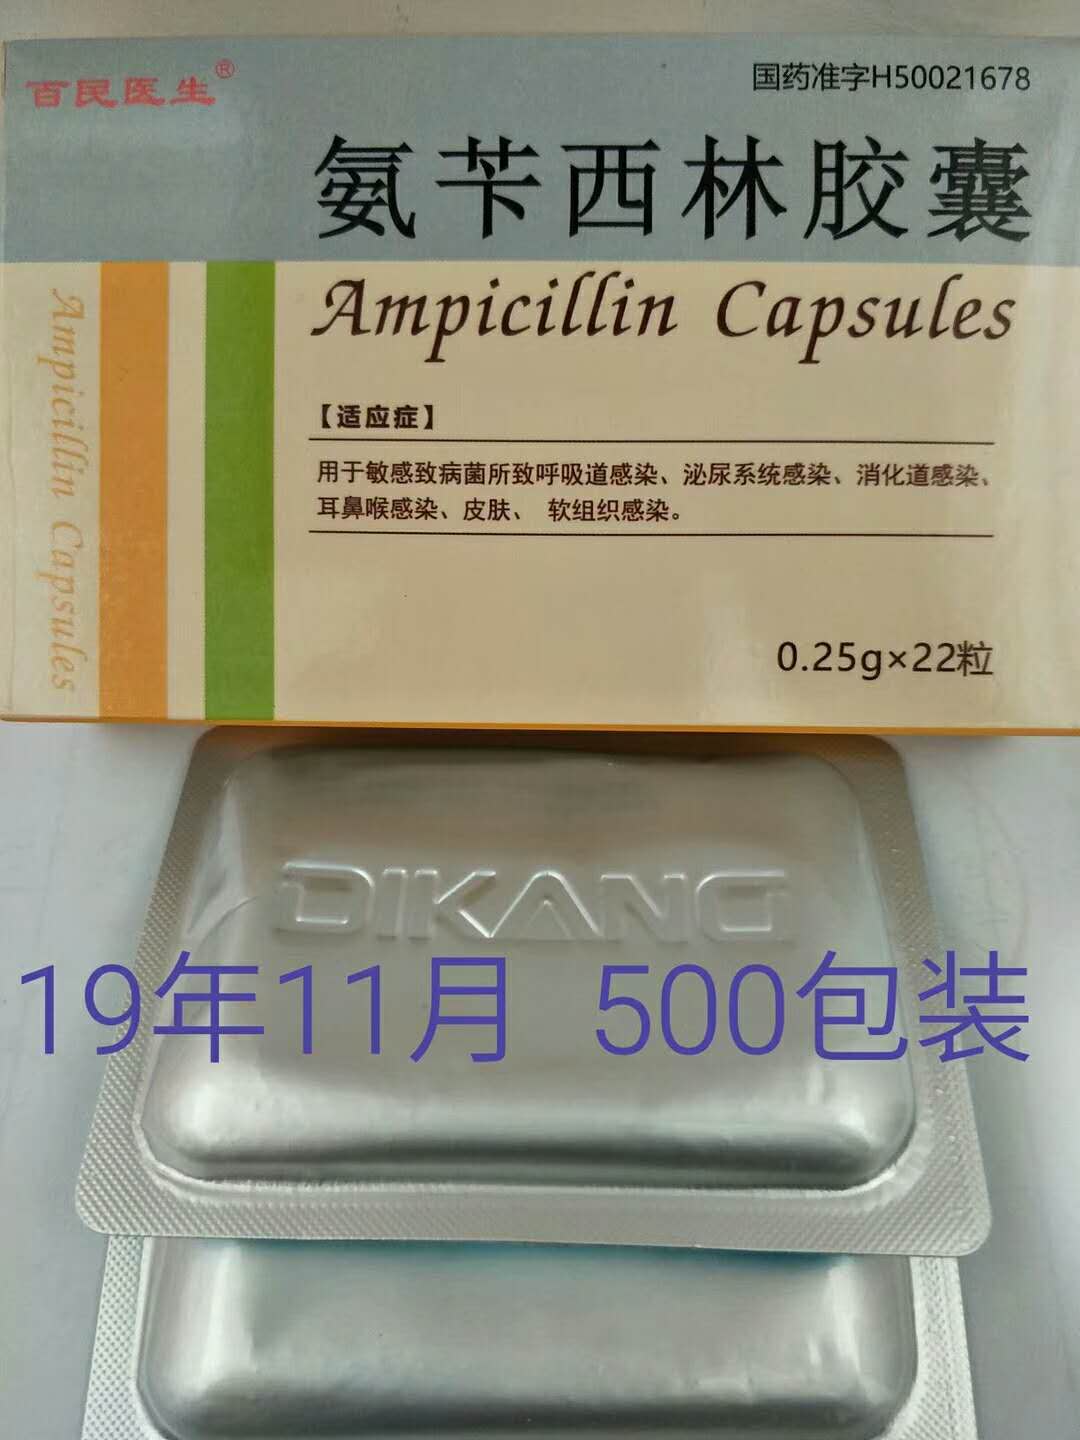 百民医生®
国药准字H50021678
氨苄西林胶囊
Ampicillin Capsules
Ampicillin Capsules
【适应症】
用于敏感致病菌所致呼吸道感染、泌尿系统感染、消化道感染、
耳鼻喉感染、皮肤、 软组织感染。
0.25g×22粒
DIKANG
19年11月 500包装